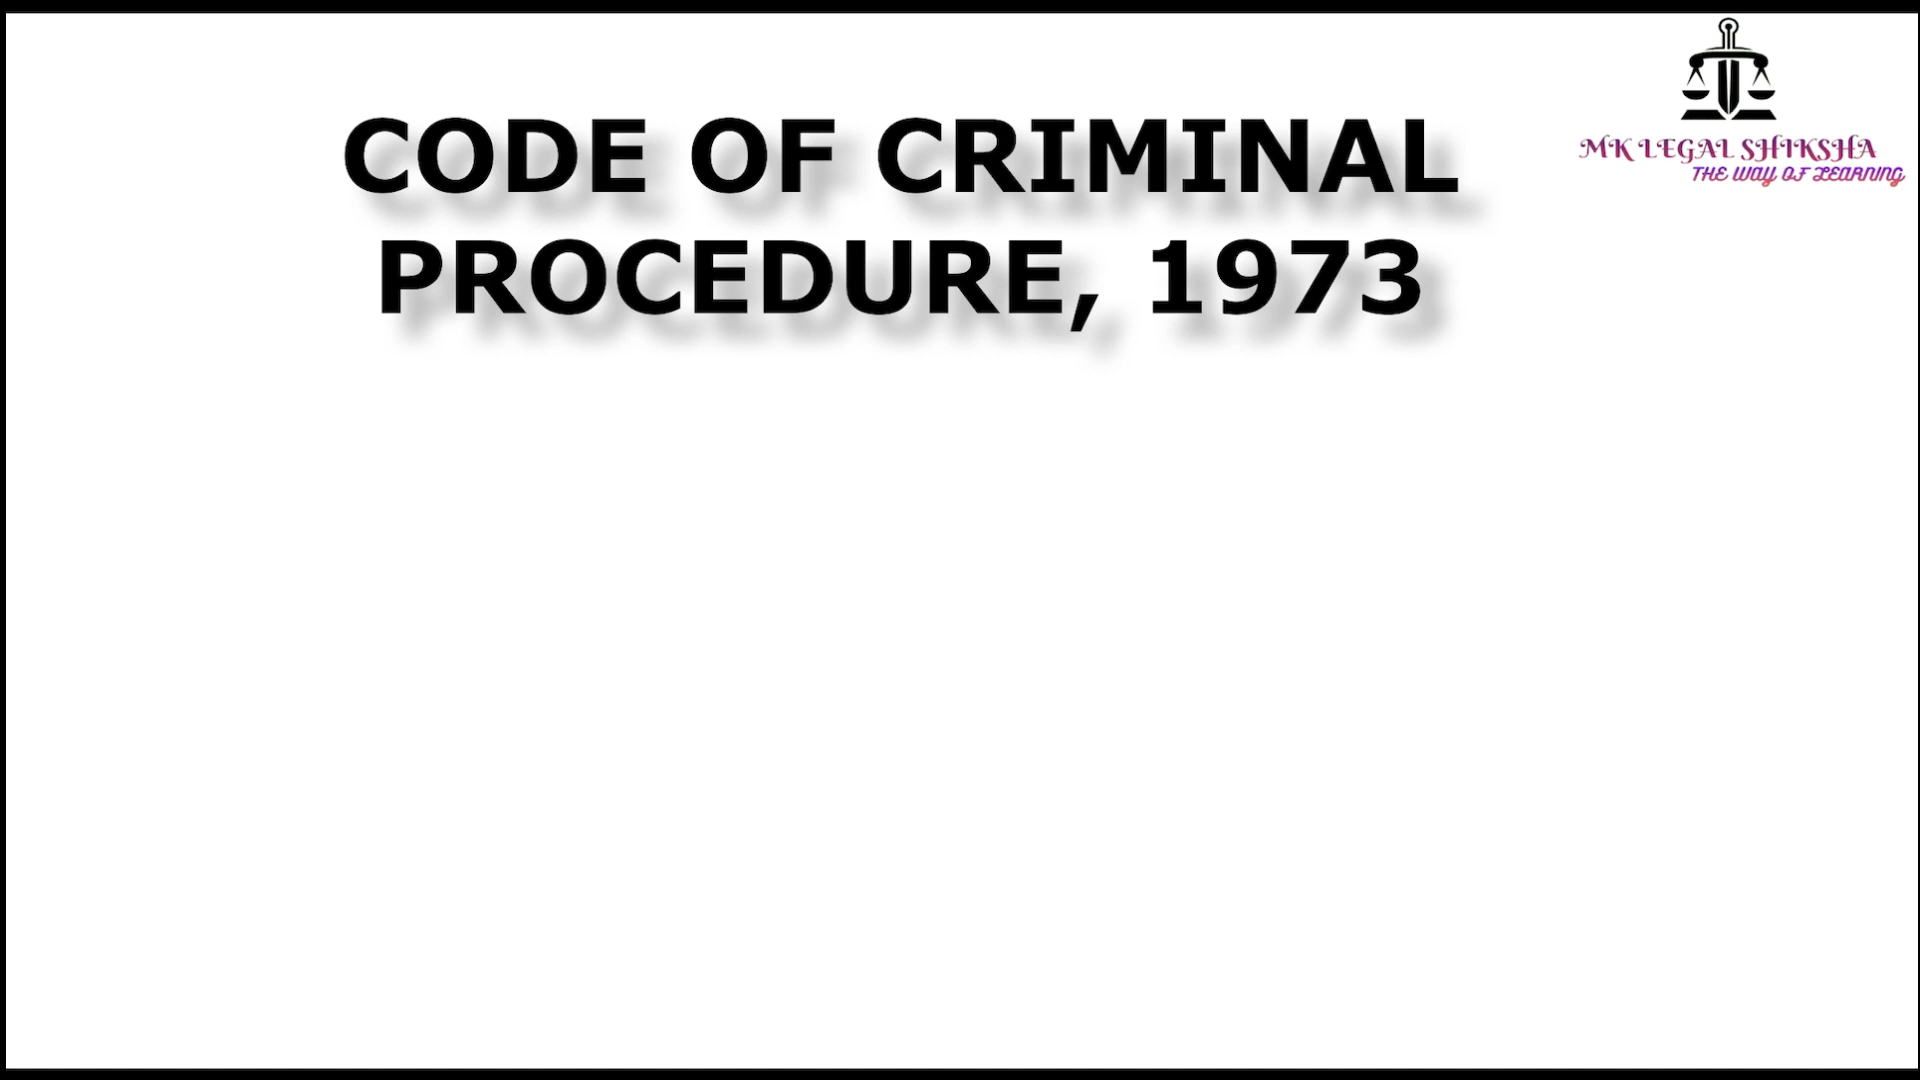 CODE OF CRIMINAL
PROCEDURE, 1973
MK LEGAL SHIKSHA
THE WAY OF LEARNING